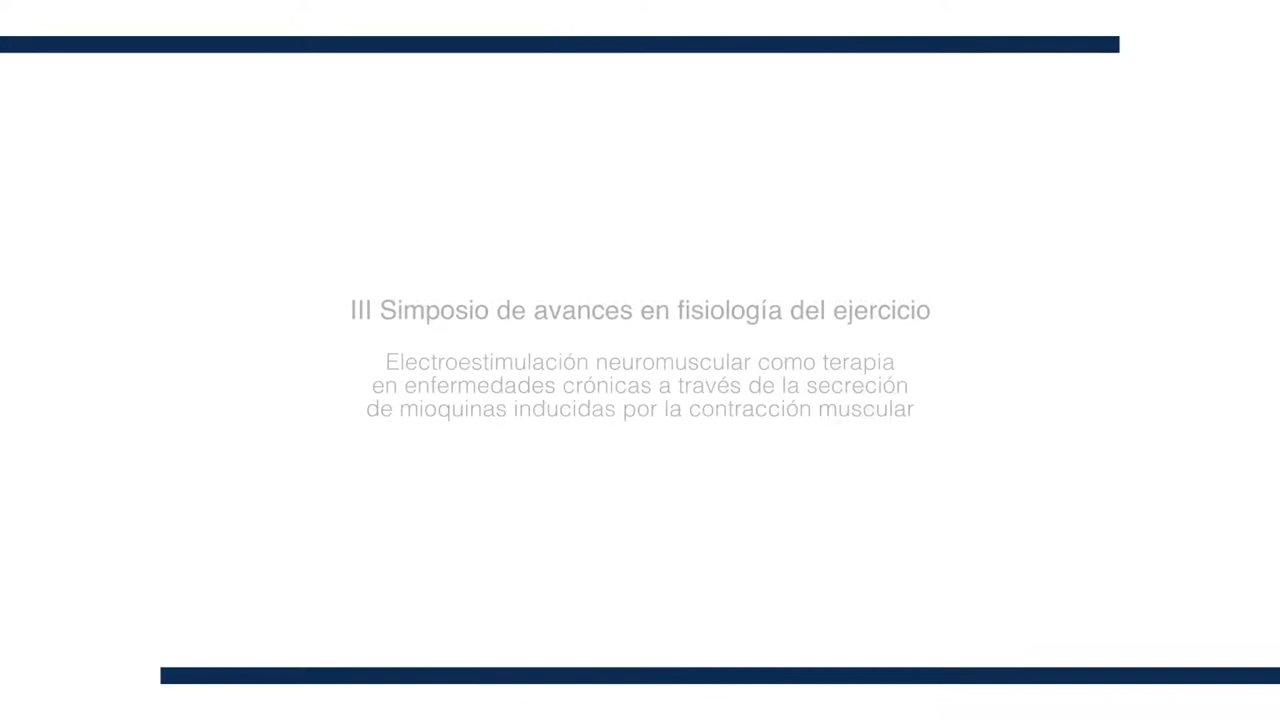 III Simposio de avances en fisiología del ejercicio
Electroestimulación neuromuscular como terapia
en enfermedades crónicas a través de la secreción
de mioquinas inducidas por la contracción muscular